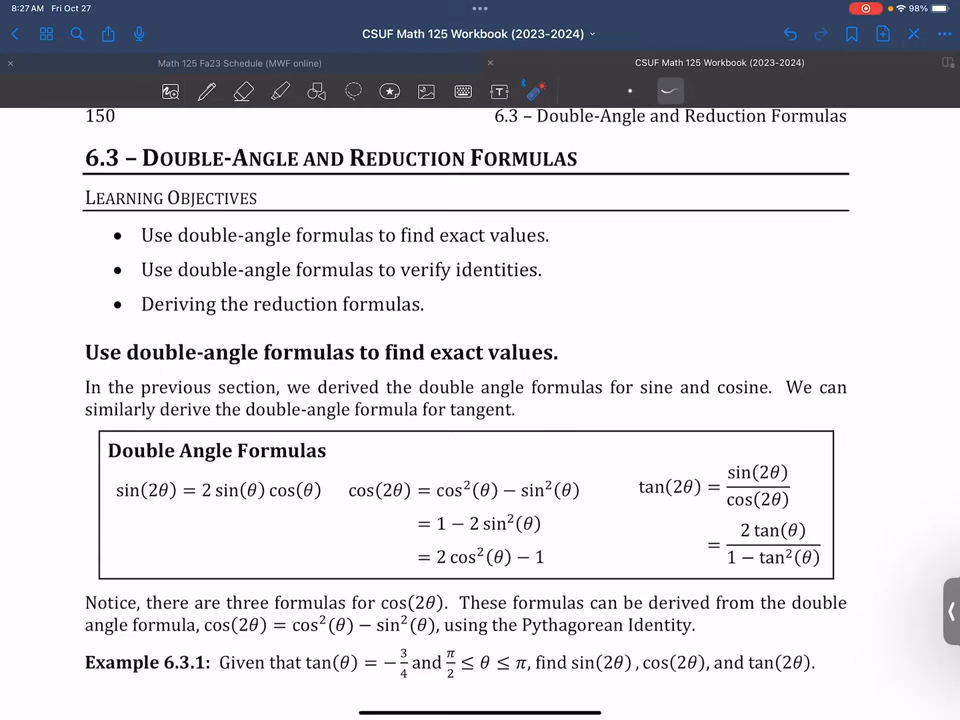 8:27 AM Fri Oct 27
98%
CSUF Math 125 Workbook (2023-2024)
Math 125 Fa23 Schedule (MWF online)
CSUF Math 125 Workbook (2023-2024)
150 6.3 – Double-Angle and Reduction Formulas
6.3 – DOUBLE-ANGLE AND REDUCTION FORMULAS
LEARNING OBJECTIVES
• Use double-angle formulas to find exact values.
• Use double-angle formulas to verify identities.
• Deriving the reduction formulas.
Use double-angle formulas to find exact values.
In the previous section, we derived the double angle formulas for sine and cosine. We can
similarly derive the double-angle formula for tangent.
Double Angle Formulas
sin(2θ) = 2 sin(θ) cos(θ)
cos(2θ) = cos²(θ) − sin²(θ)
= 1 − 2 sin²(θ)
= 2 cos²(θ) − 1
tan(2θ) = sin(2θ)/cos(2θ)
= 2 tan(θ)/1 − tan²(θ)
Notice, there are three formulas for cos(2θ). These formulas can be derived from the double
angle formula, cos(2θ) = cos²(θ) − sin²(θ), using the Pythagorean Identity.
Example 6.3.1: Given that tan(θ) = −3/4 and π/2 ≤ θ ≤ π, find sin(2θ) , cos(2θ), and tan(2θ).